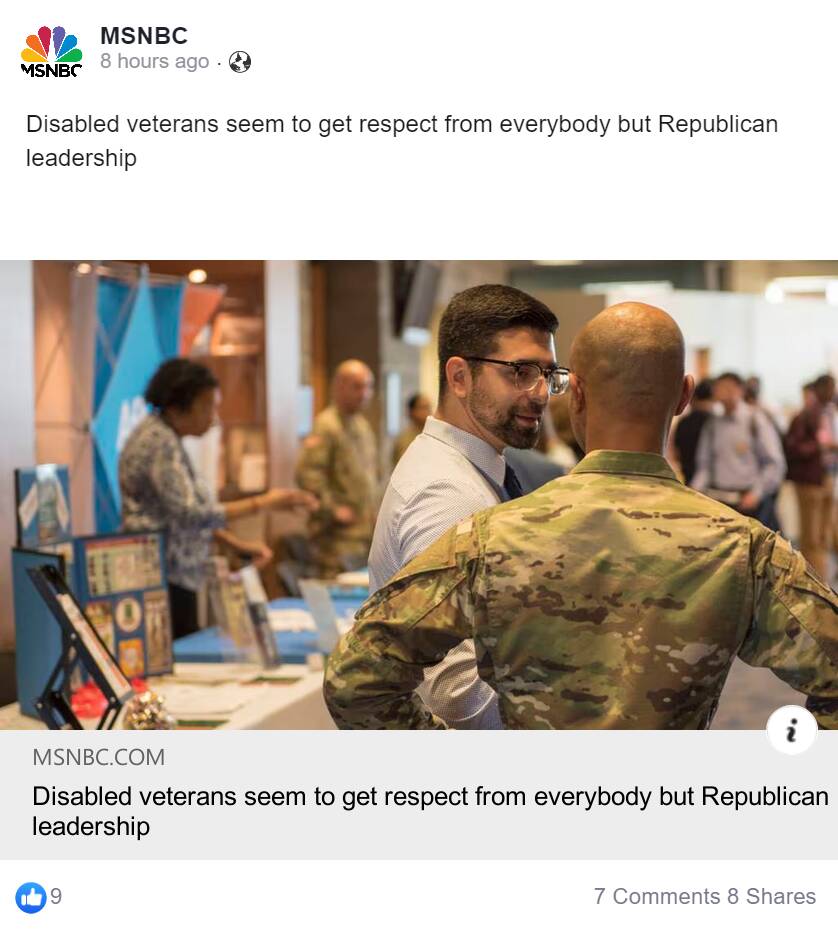 MSNBC
MSNBC
8 hours ago ·
Disabled veterans seem to get respect from everybody but Republican
leadership
i
MSNBC.COM
Disabled veterans seem to get respect from everybody but Republican
leadership
9
7 Comments 8 Shares